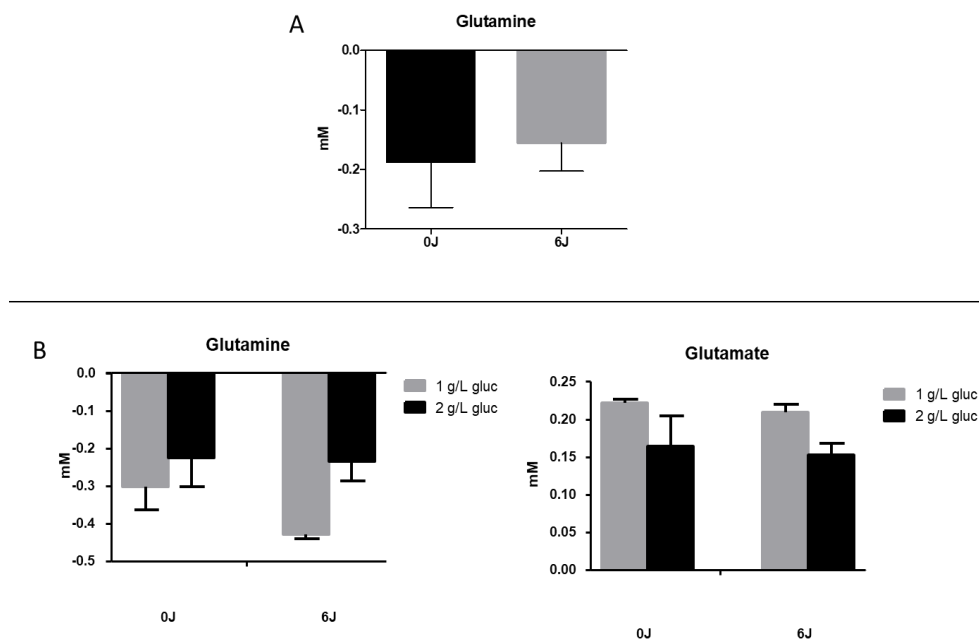 A
Glutamine
0.0
-0.1
-0.2
-0.3
mM
0J
6J
B
Glutamine
0.0
-0.1
-0.2
-0.3
-0.4
-0.5
mM
0J
6J
1 g/L gluc
2 g/L gluc
Glutamate
0.25
0.20
0.15
0.10
0.05
0.00
mM
0J
6J
1 g/L gluc
2 g/L gluc